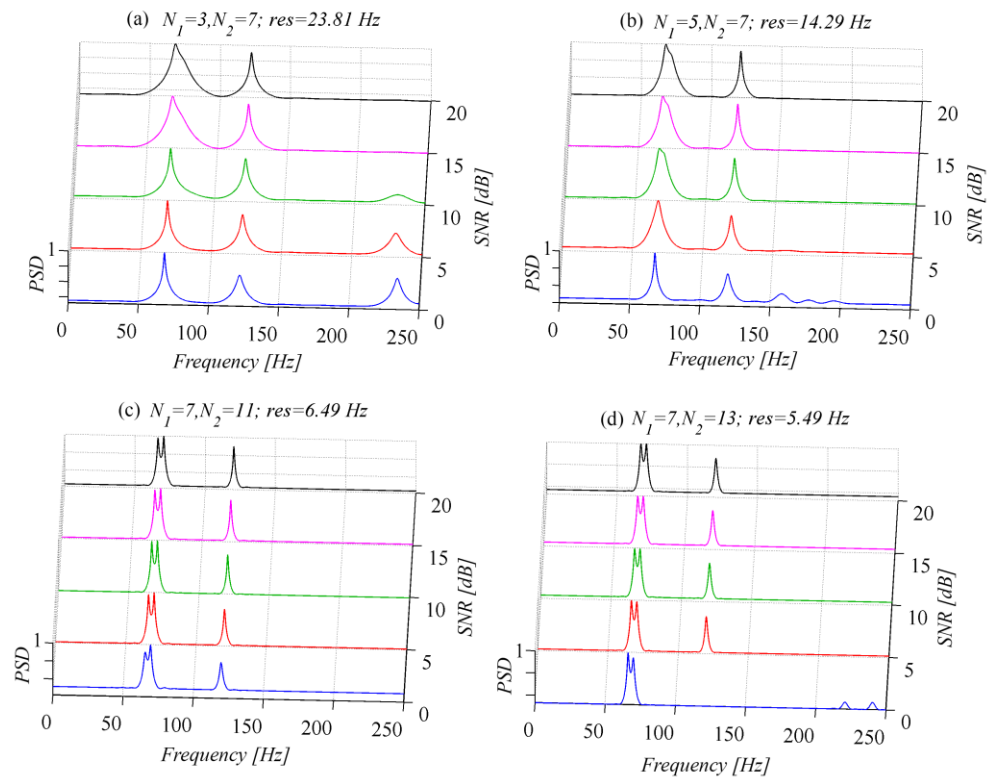 (a) N₁=3,N₂=7; res=23.81 Hz
20
15
10
5
0
SNR [dB]
1
PSD
0 50 100 150 200 250
Frequency [Hz]
(b) N₁=5,N₂=7; res=14.29 Hz
20
15
10
5
0
SNR [dB]
1
PSD
0 50 100 150 200 250
Frequency [Hz]
(c) N₁=7,N₂=11; res=6.49 Hz
20
15
10
5
0
SNR [dB]
1
PSD
0 50 100 150 200 250
Frequency [Hz]
(d) N₁=7,N₂=13; res=5.49 Hz
20
15
10
5
0
SNR [dB]
1
PSD
0 50 100 150 200 250
Frequency [Hz]